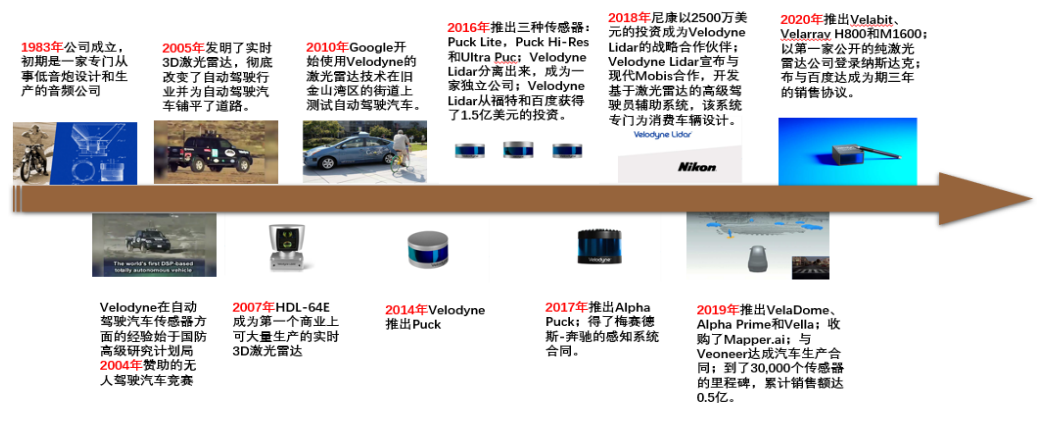 1983年公司成立，
初期是一家专门从
事低音炮设计和生
产的音频公司
2005年发明了实时
3D激光雷达，彻底
改变了自动驾驶行
业并为自动驾驶汽
车铺平了道路。
2010年Google开
始使用Velodyne的
激光雷达技术在旧
金山湾区的街道上
测试自动驾驶汽车。
2016年推出三种传感器：
Puck Lite，Puck Hi-Res
和Ultra Puc；Velodyne
Lidar分离出来，成为一
家独立公司；Velodyne
Lidar从福特和百度获得
了1.5亿美元的投资。
2018年尼康以2500万美
元的投资成为Velodyne
Lidar的战略合作伙伴；
Velodyne Lidar宣布与
现代Mobis合作，开发
基于激光雷达的高级驾
驶员辅助系统，该系统
专门为消费车辆设计。
Velodyne Lidar
Nikon
2020年推出Velabit、
Velarray H800和M1600；
以第一家公开的纯激光
雷达公司登录纳斯达克；
布与百度达成为期三年
的销售协议。
The world's first DSP-based
totally autonomous vehicle
Velodyne在自动
驾驶汽车传感器方
面的经验始于国防
高级研究计划局
2004年赞助的无
人驾驶汽车竞赛
2007年HDL-64E
成为第一个商业上
可大量生产的实时
3D激光雷达
2014年Velodyne
推出Puck
Velodyne
2017年推出Alpha
Puck；得了梅赛德
斯-奔驰的感知系统
合同。
2019年推出VelaDome、
Alpha Prime和Vella；收
购了Mapper.ai；与
Veoneer达成汽车生产合
同；到了30,000个传感器
的里程碑，累计销售额达
0.5亿。